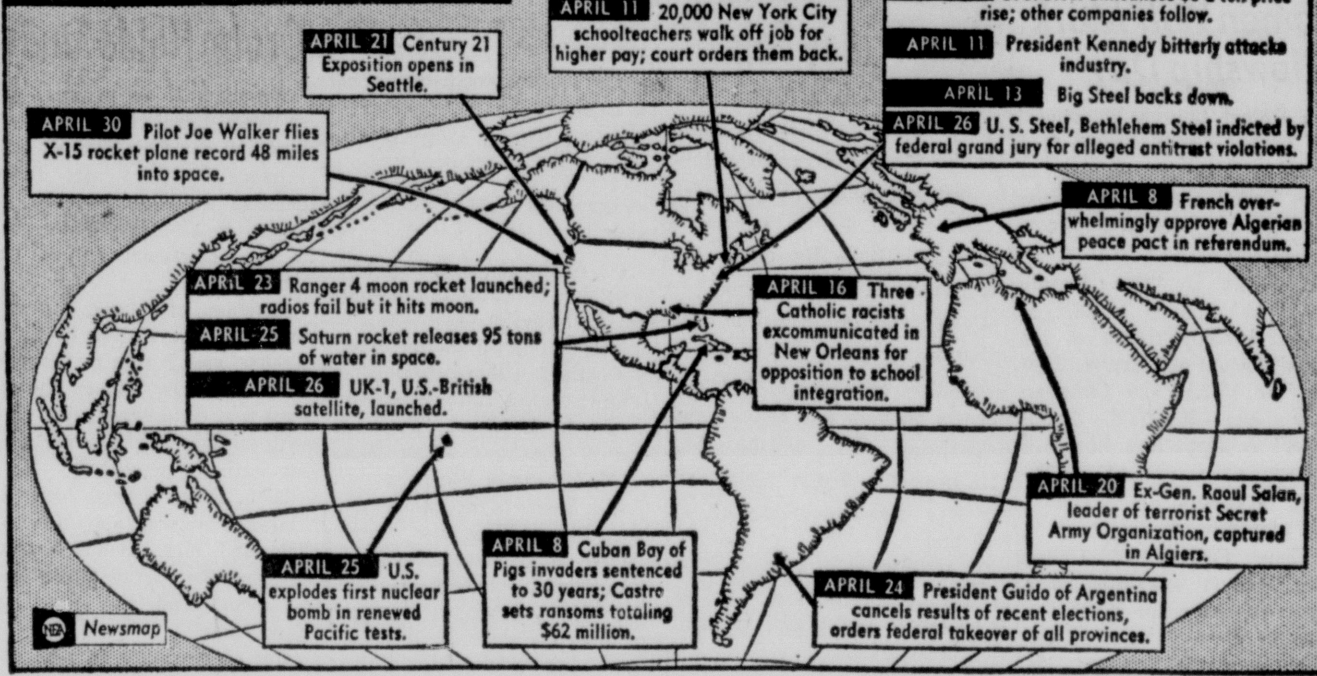 APRIL 11 20,000 New York City
schoolteachers walk off job for
higher pay; court orders them back.
rise; other companies follow.
APRIL 11 President Kennedy bitterly attacks
industry.
APRIL 13 Big Steel backs down.
APRIL 26 U. S. Steel, Bethlehem Steel indicted by
federal grand jury for alleged antitrust violations.
APRIL 21 Century 21
Exposition opens in
Seattle.
APRIL 30 Pilot Joe Walker flies
X-15 rocket plane record 48 miles
into space.
APRIL 8 French over-
whelmingly approve Algerian
peace pact in referendum.
APRIL 23 Ranger 4 moon rocket launched;
radios fail but it hits moon.
APRIL 25 Saturn rocket releases 95 tons
of water in space.
APRIL 26 UK-1, U.S.-British
satellite, launched.
APRIL 16 Three
Catholic racists
excommunicated in
New Orleans for
opposition to school
integration.
APRIL 20 Ex-Gen. Raoul Salan,
leader of terrorist Secret
Army Organization, captured
in Algiers.
APRIL 25 U.S.
explodes first nuclear
bomb in renewed
Pacific tests.
APRIL 8 Cuban Bay of
Pigs invaders sentenced
to 30 years; Castro
sets ransoms totaling
$62 million.
APRIL 24 President Guido of Argentina
cancels results of recent elections,
orders federal takeover of all provinces.
NEA Newsmap